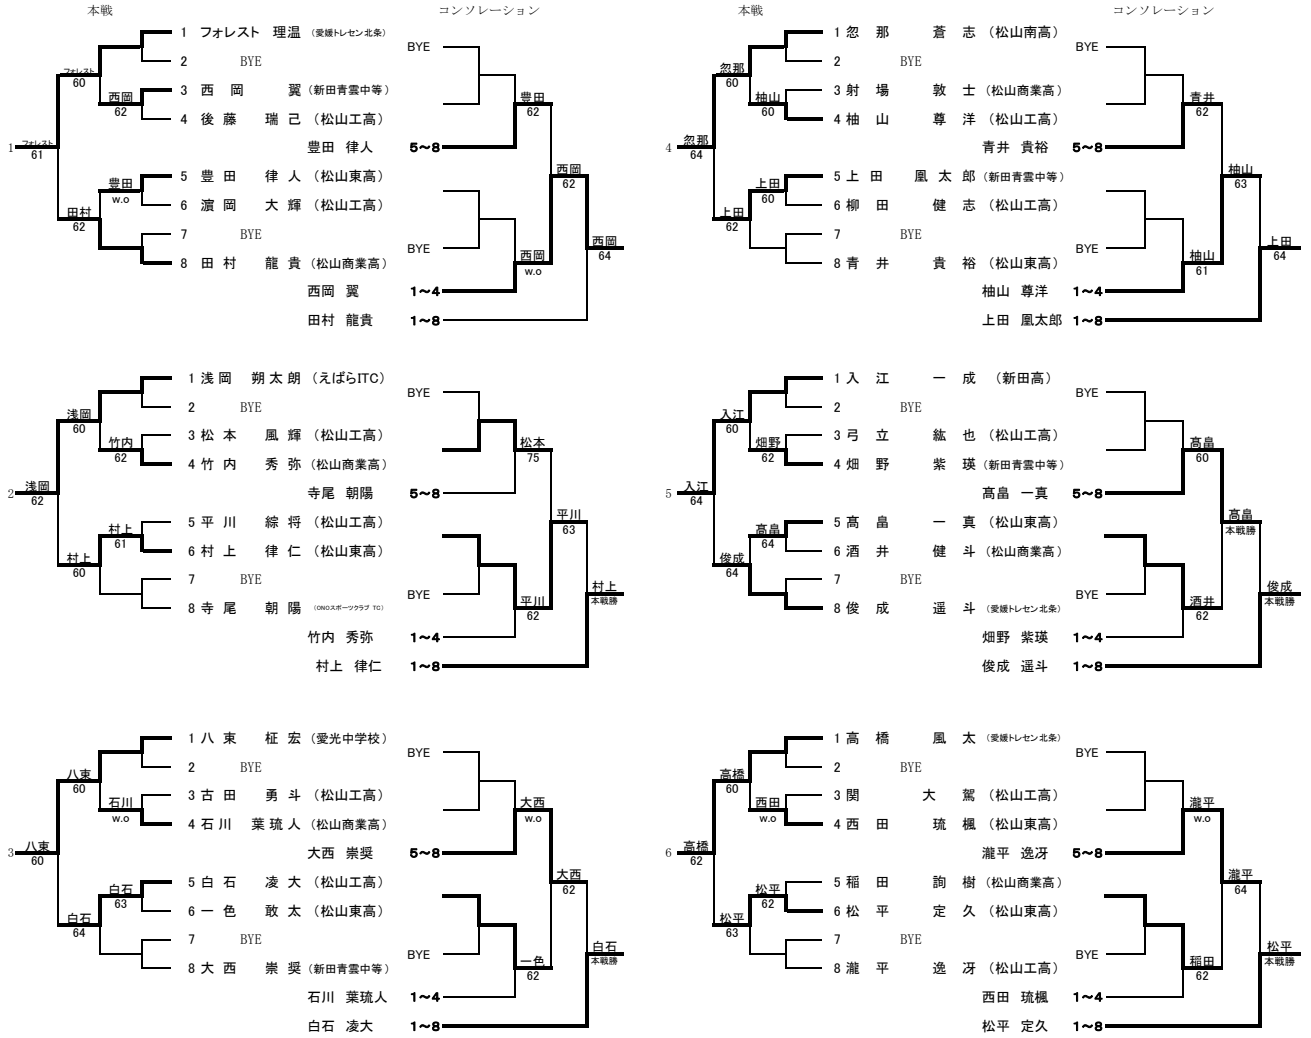 本戦 コンソレーション
1 フォレスト 理温 (愛媛トレセン北条)
2 BYE
3 西岡 翼 (新田青雲中等)
4 後藤 瑞己 (松山工高)
5 豊田 律人 (松山東高)
6 濵岡 大輝 (松山工高)
7 BYE
8 田村 龍貴 (松山商業高)
フォレスト 60
西岡 62
豊田 w.o
田村 62
1 フォレスト 61
BYE
豊田 律人 5~8
豊田 62
BYE
西岡 翼 1~4
西岡 w.o
西岡 62
田村 龍貴 1~8
西岡 64
1 浅岡 朔太朗 (えばらITC)
2 BYE
3 松本 風輝 (松山工高)
4 竹内 秀弥 (松山商業高)
5 平川 綜将 (松山工高)
6 村上 律仁 (松山東高)
7 BYE
8 寺尾 朝陽 (ONOスポーツクラブ TC)
浅岡 60
竹内 62
村上 61
村上 60
2 浅岡 62
BYE
寺尾 朝陽 5~8
松本 75
BYE
竹内 秀弥 1~4
平川 62
平川 63
村上 律仁 1~8
村上 本戦勝
1 八東 柾宏 (愛光中学校)
2 BYE
3 古田 勇斗 (松山工高)
4 石川 葉琉人 (松山商業高)
5 白石 凌大 (松山工高)
6 一色 敢太 (松山東高)
7 BYE
8 大西 崇奨 (新田青雲中等)
八東 60
石川 w.o
白石 63
白石 64
3 八東 60
BYE
大西 崇奨 5~8
大西 w.o
BYE
石川 葉琉人 1~4
一色 62
大西 62
白石 凌大 1~8
白石 本戦勝
本戦 コンソレーション
1 忽那 蒼志 (松山南高)
2 BYE
3 射場 敦士 (松山商業高)
4 柚山 尊洋 (松山工高)
5 上田 凰太郎 (新田青雲中等)
6 柳田 健志 (松山工高)
7 BYE
8 青井 貴裕 (松山東高)
忽那 60
柚山 60
上田 60
上田 62
4 忽那 64
BYE
青井 貴裕 5~8
青井 62
BYE
柚山 尊洋 1~4
柚山 61
柚山 63
上田 凰太郎 1~8
上田 64
1 入江 一成 (新田高)
2 BYE
3 弓立 紘也 (松山工高)
4 畑野 紫瑛 (新田青雲中等)
5 髙畠 一真 (松山東高)
6 酒井 健斗 (松山商業高)
7 BYE
8 俊成 遥斗 (愛媛トレセン北条)
入江 60
畑野 62
髙畠 64
俊成 64
5 入江 64
BYE
髙畠 一真 5~8
髙畠 60
BYE
畑野 紫瑛 1~4
酒井 62
髙畠 本戦勝
俊成 遥斗 1~8
俊成 本戦勝
1 高橋 風太 (愛媛トレセン北条)
2 BYE
3 関 大駕 (松山工高)
4 西田 琉楓 (松山東高)
5 稲田 詢樹 (松山商業高)
6 松平 定久 (松山東高)
7 BYE
8 瀧平 逸冴 (松山工高)
高橋 60
西田 w.o
松平 62
松平 63
6 高橋 62
BYE
瀧平 逸冴 5~8
瀧平 w.o
BYE
西田 琉楓 1~4
稲田 62
瀧平 64
松平 定久 1~8
松平 本戦勝